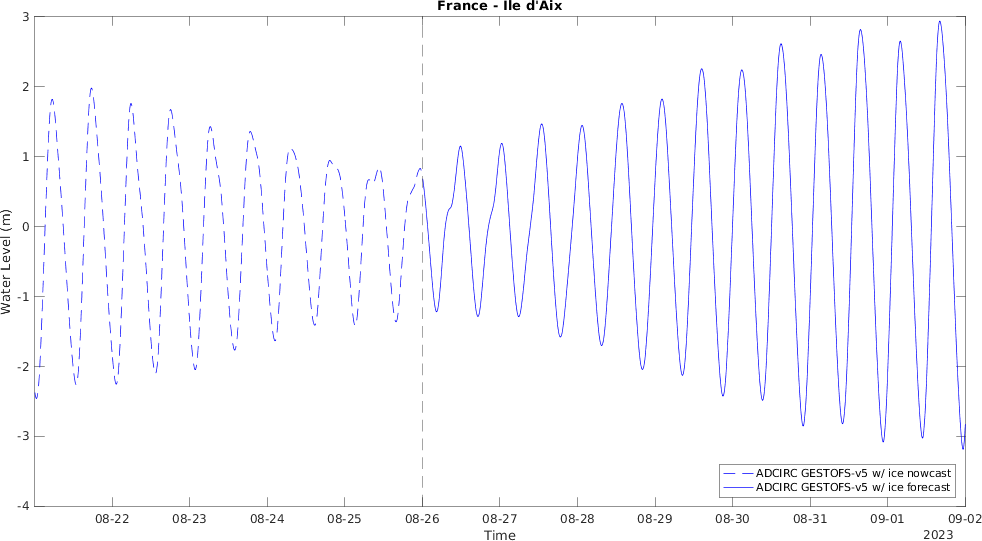 France - Ile d'Aix
3
2
1
0
-1
-2
-3
-4
Water Level (m)
08-22 08-23 08-24 08-25 08-26 08-27 08-28 08-29 08-30 08-31 09-01 09-02
Time
2023
ADCIRC GESTOFS-v5 w/ ice nowcast
ADCIRC GESTOFS-v5 w/ ice forecast